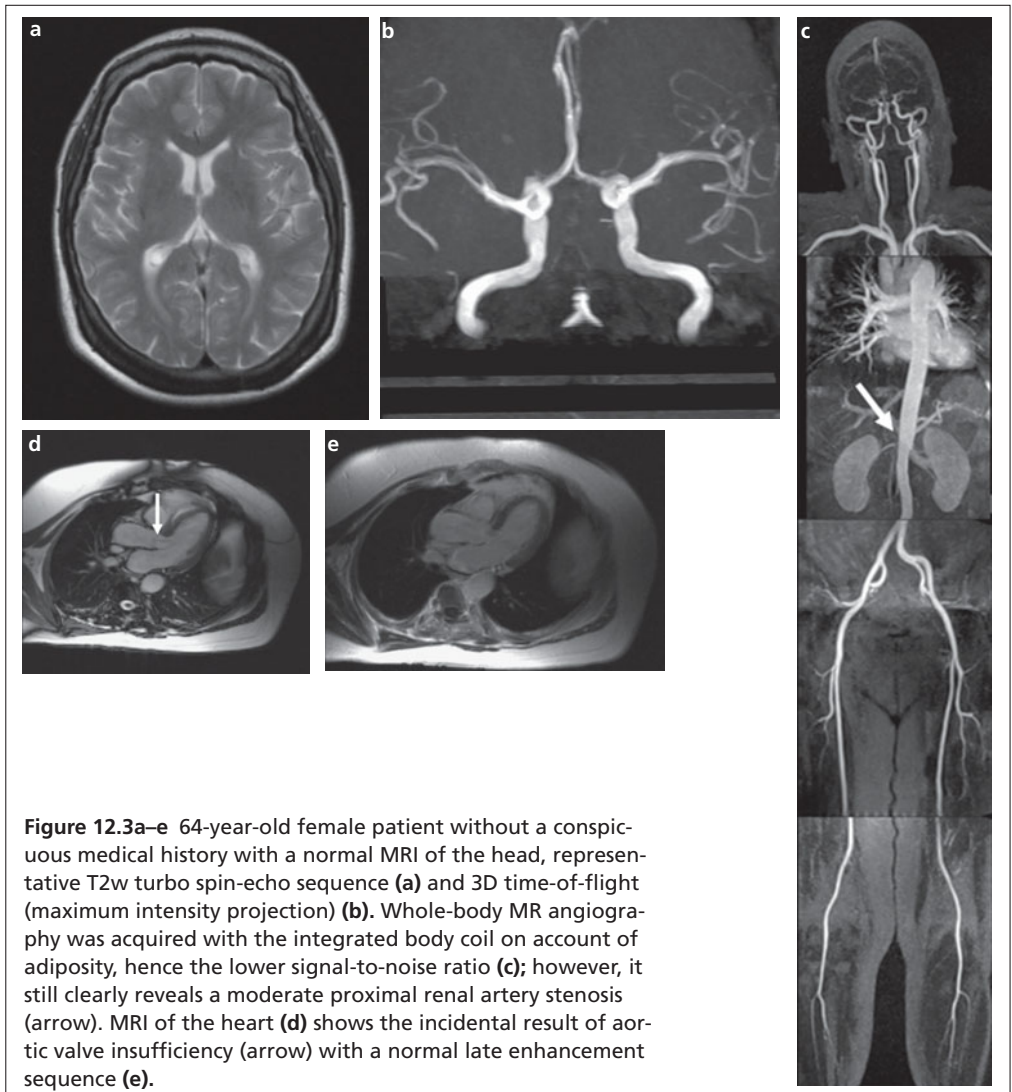 a
b
c
d
e
Figure 12.3a–e 64-year-old female patient without a conspic-
uous medical history with a normal MRI of the head, represen-
tative T2w turbo spin-echo sequence (a) and 3D time-of-flight
(maximum intensity projection) (b). Whole-body MR angiogra-
phy was acquired with the integrated body coil on account of
adiposity, hence the lower signal-to-noise ratio (c); however, it
still clearly reveals a moderate proximal renal artery stenosis
(arrow). MRI of the heart (d) shows the incidental result of aor-
tic valve insufficiency (arrow) with a normal late enhancement
sequence (e).